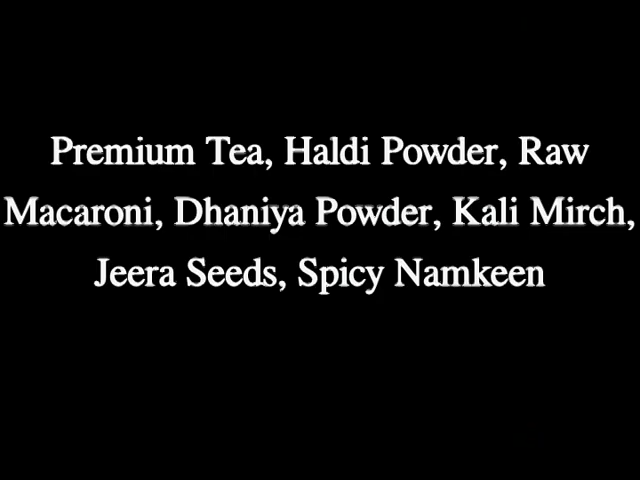 Premium Tea, Haldi Powder, Raw
Macaroni, Dhaniya Powder, Kali Mirch,
Jeera Seeds, Spicy Namkeen